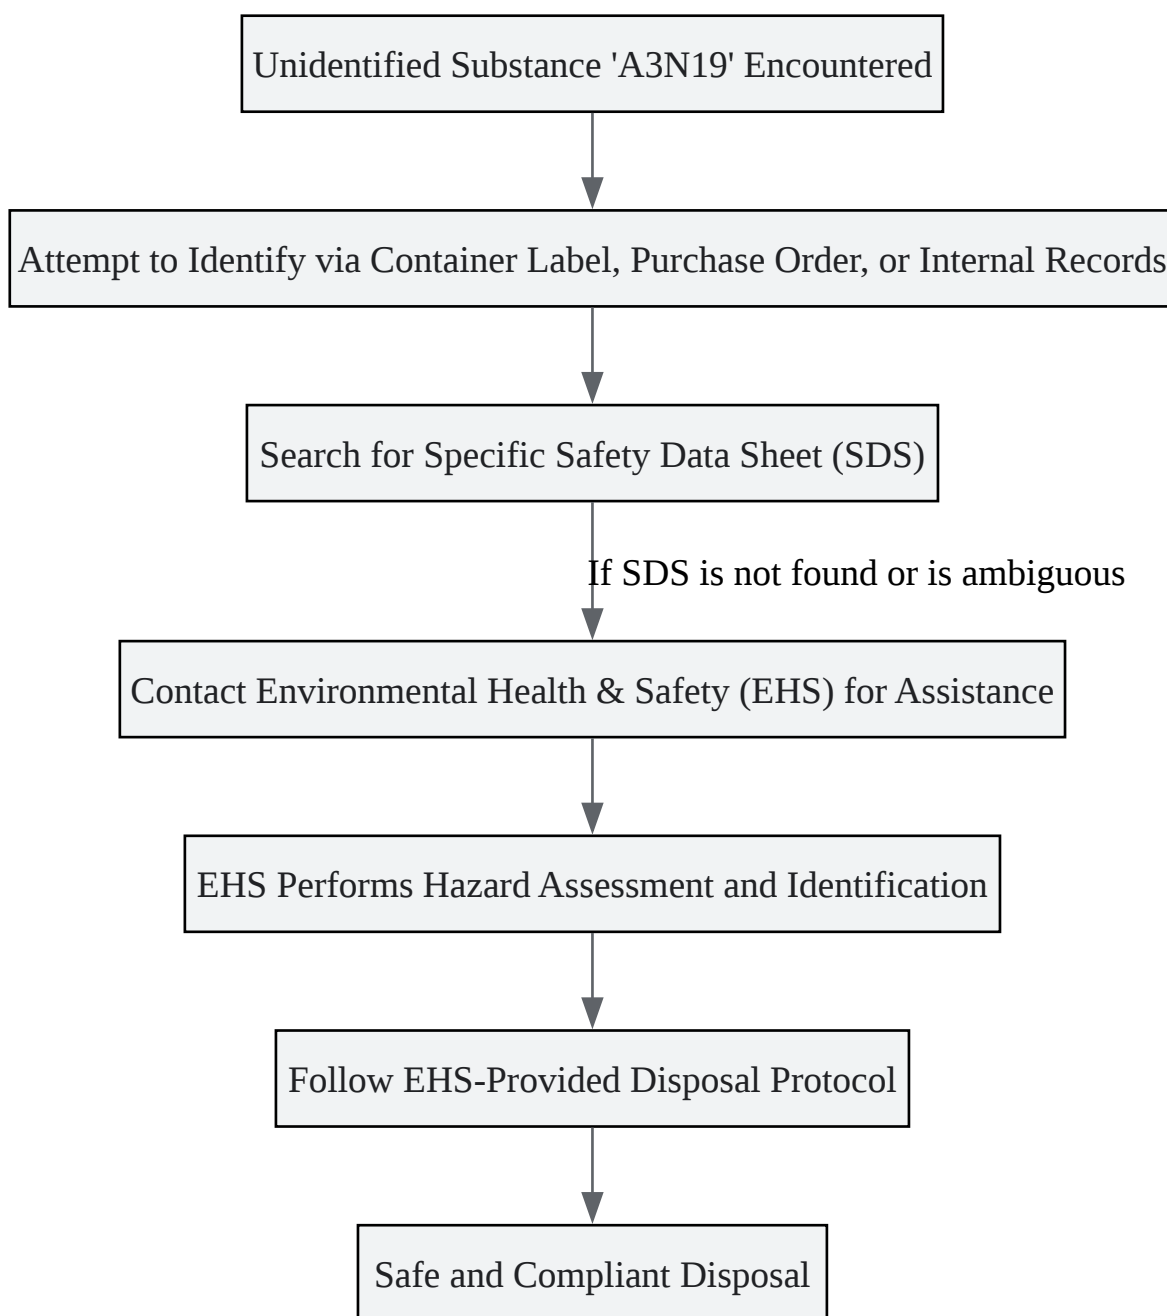 Unidentified Substance 'A3N19' Encountered
Attempt to Identify via Container Label, Purchase Order, or Internal Records
Search for Specific Safety Data Sheet (SDS)
If SDS is not found or is ambiguous
Contact Environmental Health & Safety (EHS) for Assistance
EHS Performs Hazard Assessment and Identification
Follow EHS-Provided Disposal Protocol
Safe and Compliant Disposal